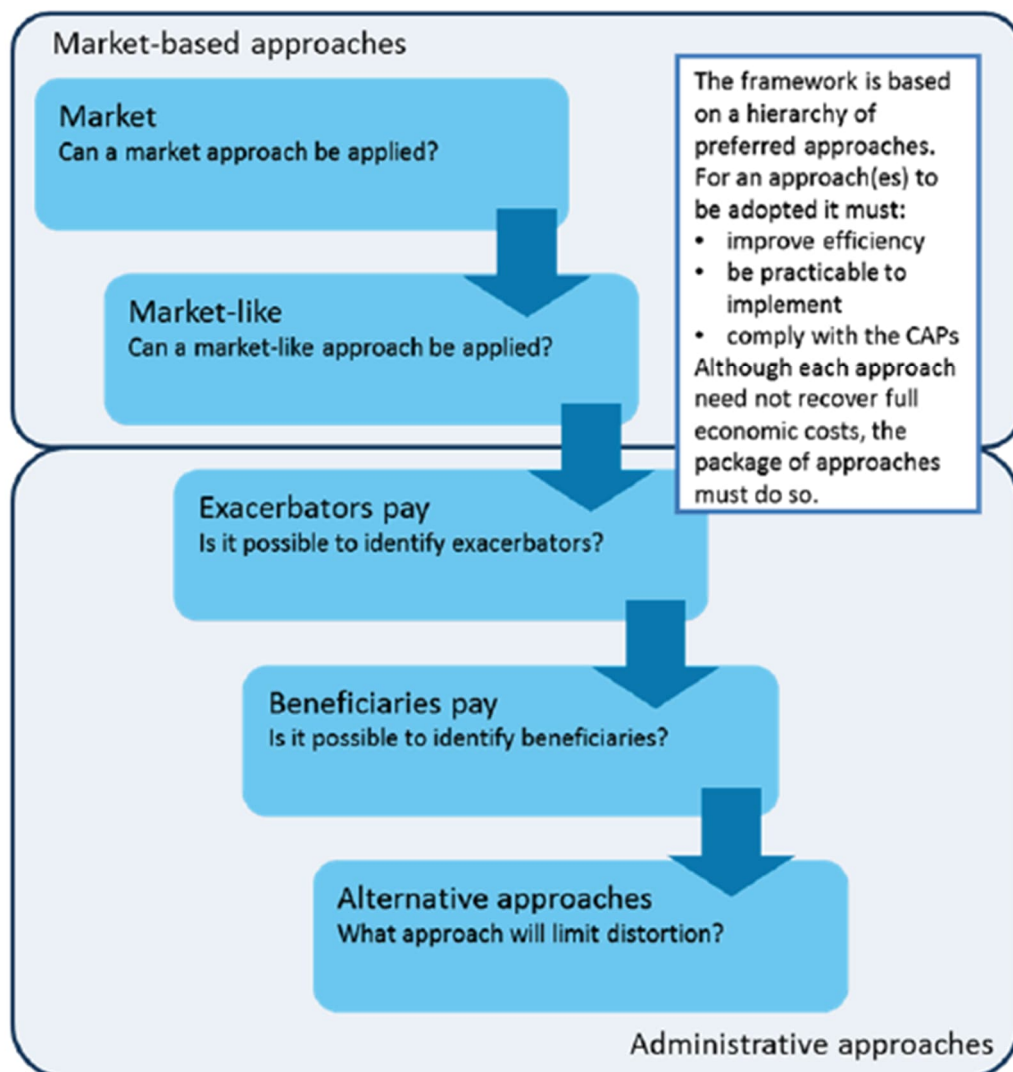 Market-based approaches
Market
Can a market approach be applied?
Market-like
Can a market-like approach be applied?
The framework is based
on a hierarchy of
preferred approaches.
For an approach(es) to
be adopted it must:
• improve efficiency
• be practicable to
implement
• comply with the CAPs
Although each approach
need not recover full
economic costs, the
package of approaches
must do so.
Exacerbators pay
Is it possible to identify exacerbators?
Beneficiaries pay
Is it possible to identify beneficiaries?
Alternative approaches
What approach will limit distortion?
Administrative approaches